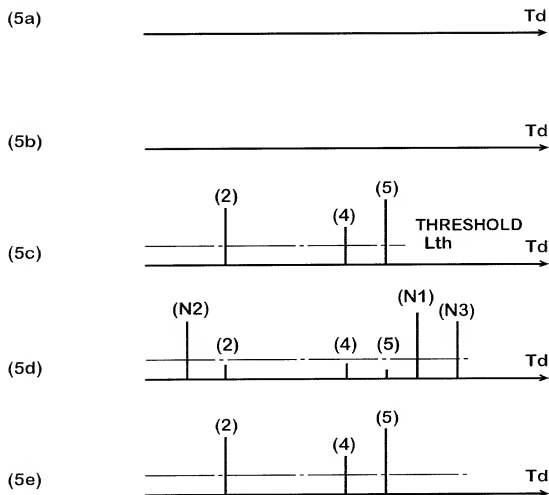 (5a) Td
(5b) Td
(2) (4) (5)
THRESHOLD
Lth
(5c) Td
(N2) (N1) (N3)
(2) (4) (5)
(5d) Td
(2) (4) (5)
(5e) Td